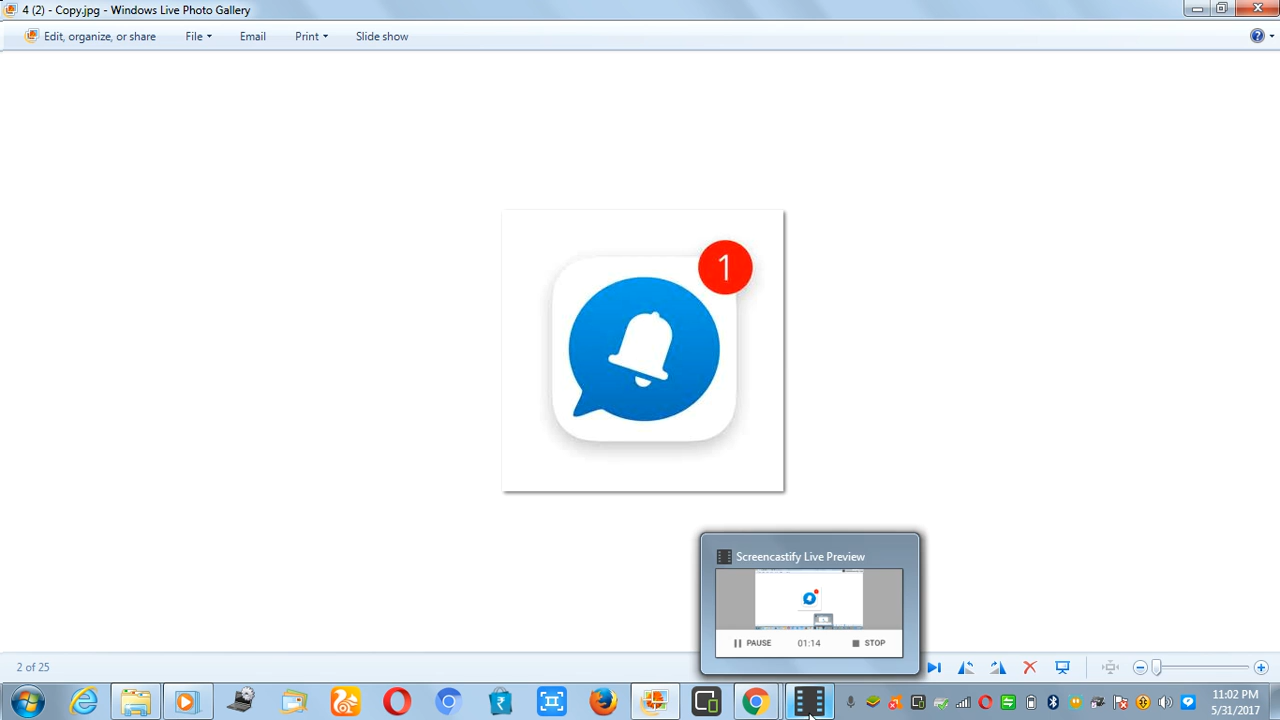 4 (2) - Copy.jpg - Windows Live Photo Gallery
Edit, organize, or share File Email Print Slide show
1
Screencastify Live Preview
PAUSE 01:14 STOP
2 of 25
11:02 PM
5/31/2017